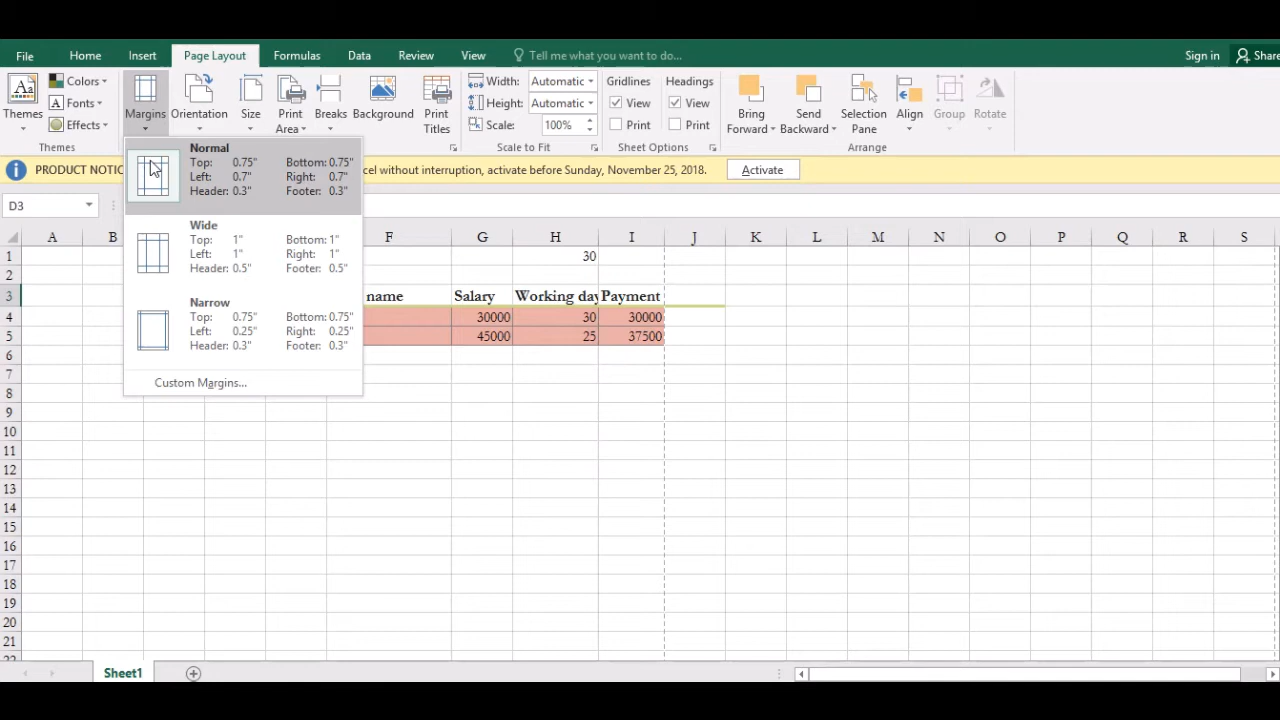 File Home Insert Page Layout Formulas Data Review View Tell me what you want to do... Sign in Share
Colors Width: Automatic Gridlines Headings
Fonts Height: Automatic View View
Themes Effects Margins Orientation Size Print Area Breaks Background Print Titles Scale: 100% Print Print Bring Forward Send Backward Selection Pane Align Group Rotate
Themes Scale to Fit Sheet Options Arrange
PRODUCT NOTIC cel without interruption, activate before Sunday, November 25, 2018. Activate
Normal
Top: 0.75" Bottom: 0.75"
Left: 0.7" Right: 0.7"
Header: 0.3" Footer: 0.3"
Wide
Top: 1" Bottom: 1"
Left: 1" Right: 1"
Header: 0.5" Footer: 0.5"
Narrow
Top: 0.75" Bottom: 0.75"
Left: 0.25" Right: 0.25"
Header: 0.3" Footer: 0.3"
Custom Margins...
D3
A B F G H I J K L M N O P Q R S
1 30
2
3 name Salary Working day Payment
4 30000 30 30000
5 45000 25 37500
6
7
8
9
10
11
12
13
14
15
16
17
18
19
20
21
Sheet1